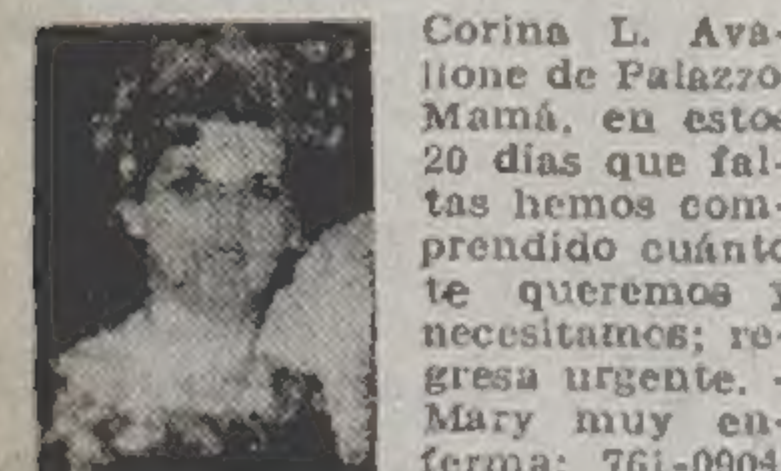 Corina L. Ava-
llone de Palazzo
Mamá, en estos
20 días que fal-
tas hemos com-
prendido cuánto
te queremos y
necesitamos; re-
gresa urgente.
Mary muy en-
ferma: 761-0904